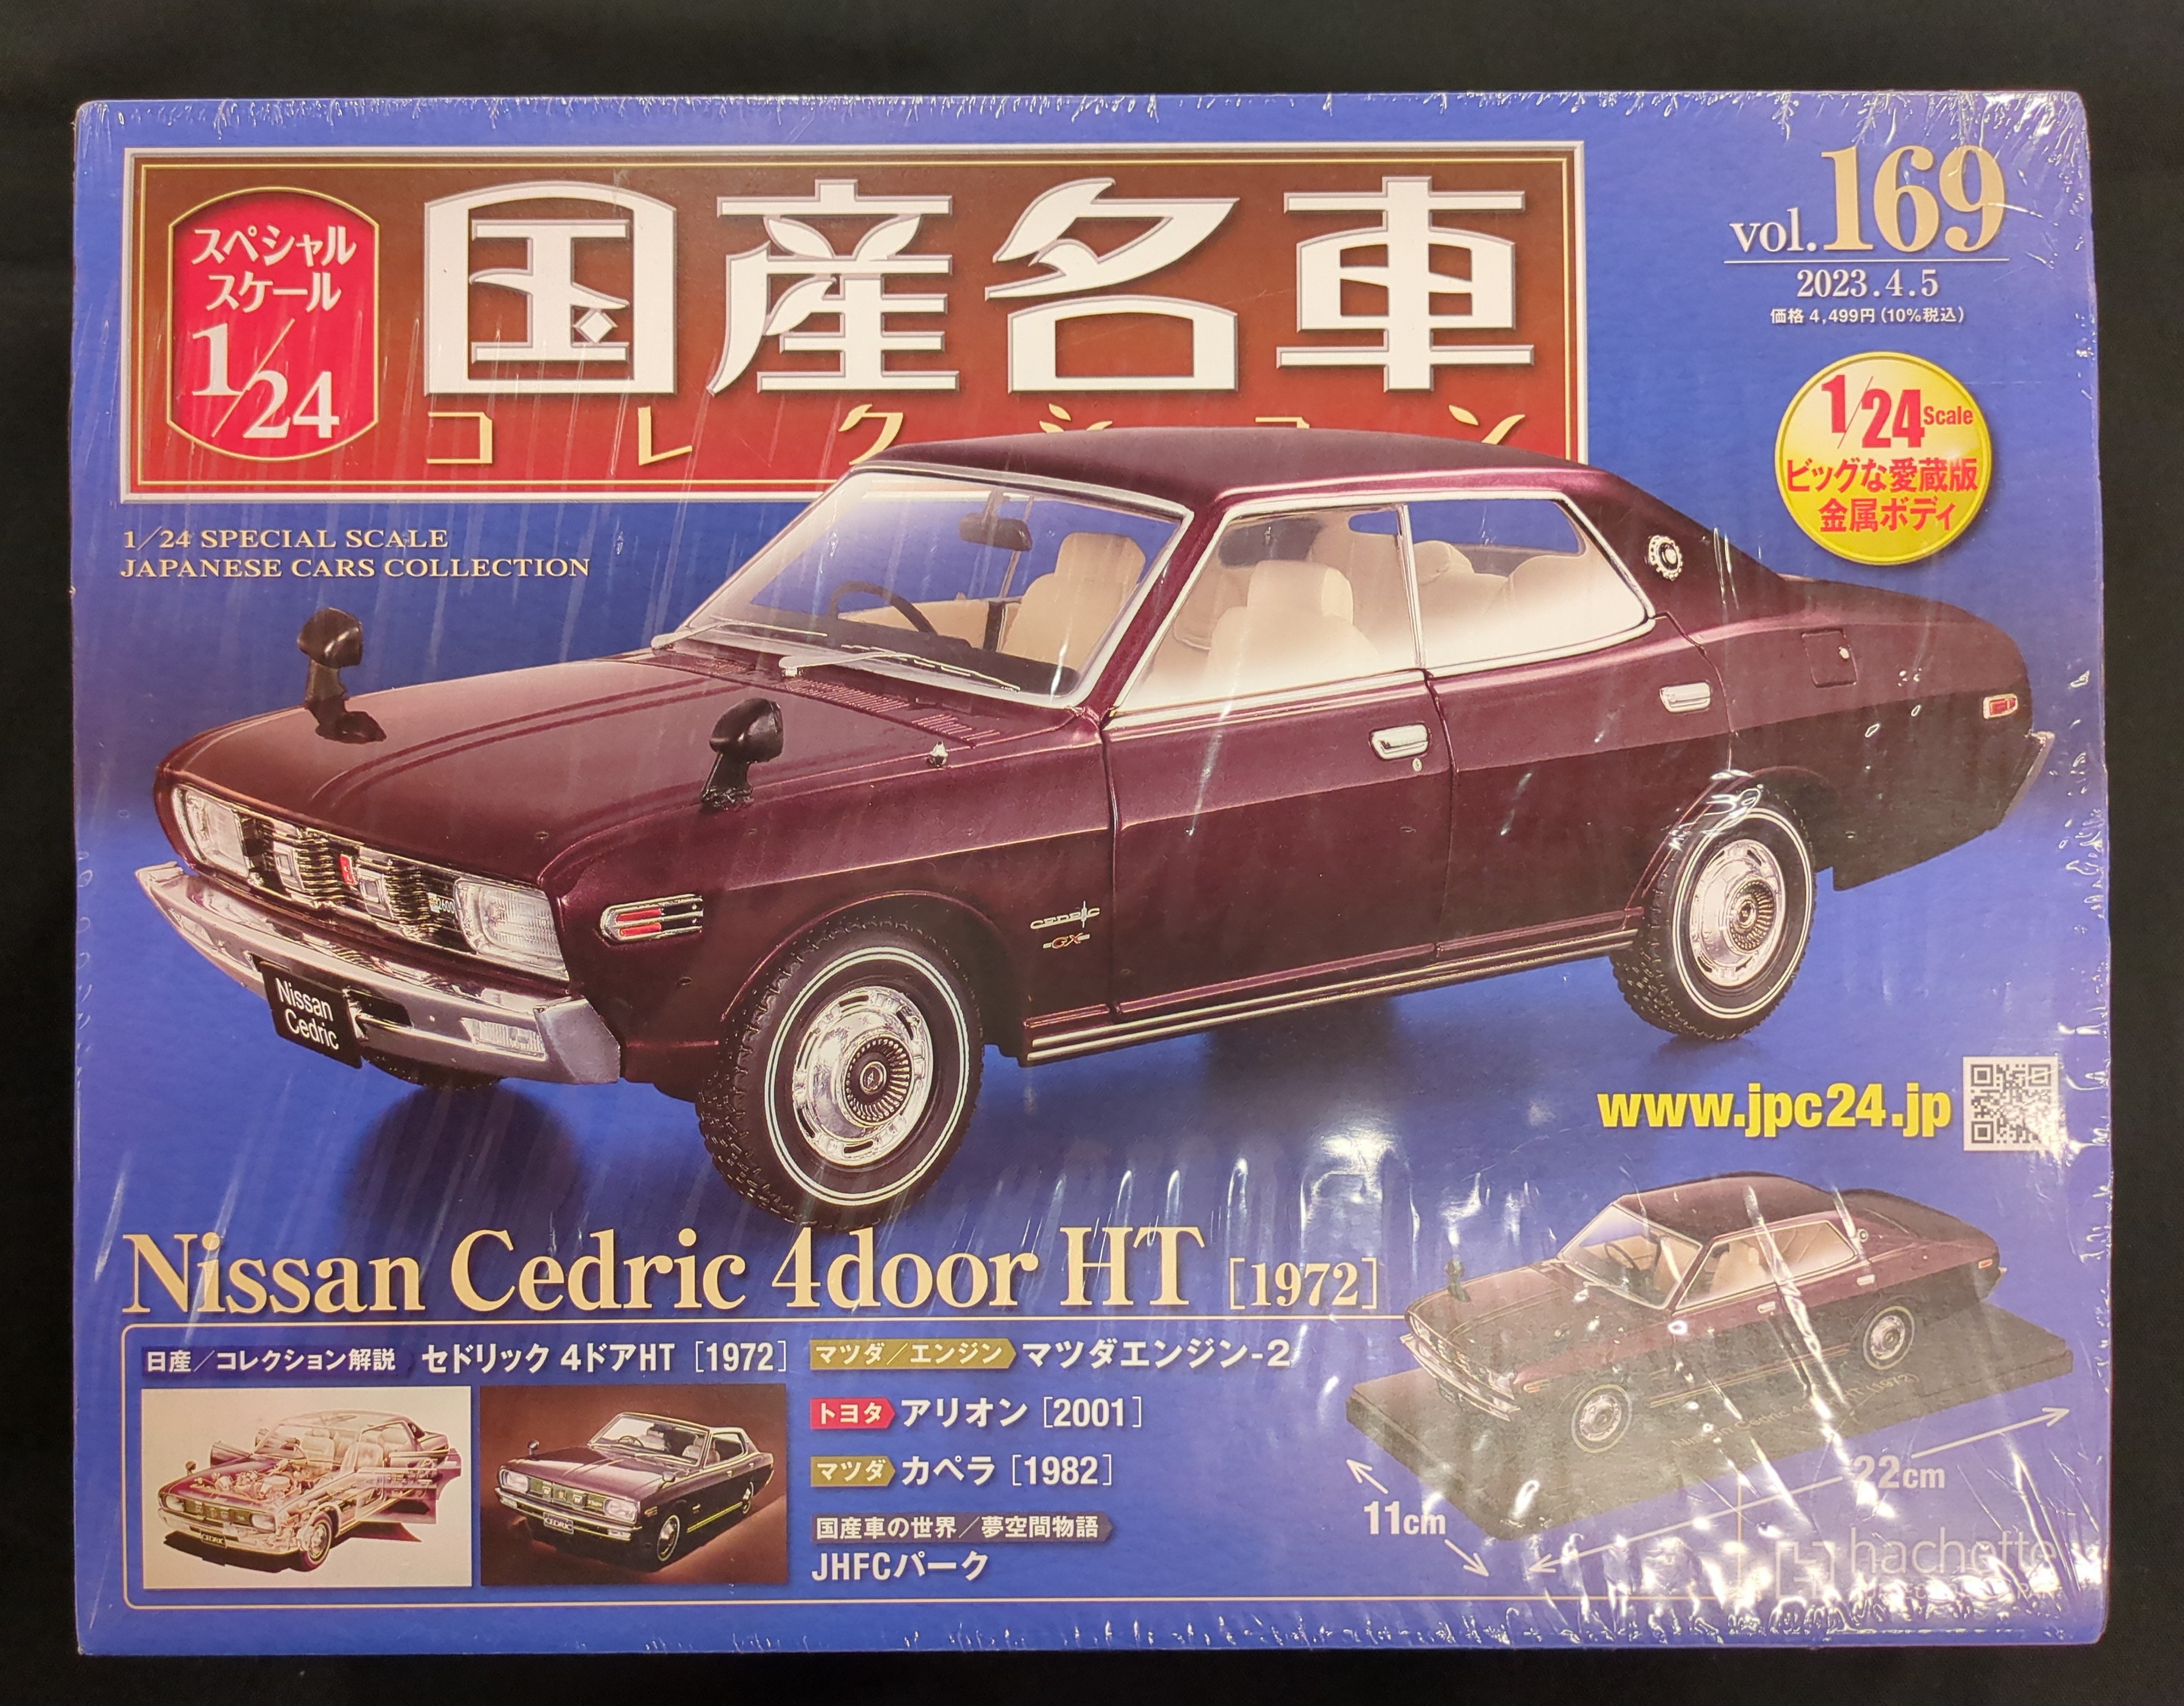 スペシャル
スケール
1/24
国産名車
コレクション
vol.169
2023.4.5
価格 4,499円(10%税込)
1/24 Scale
ビッグな愛蔵版
金属ボディ
1/24 SPECIAL SCALE
JAPANESE CARS COLLECTION
CEDRIC
GX
2600
Nissan
Cedric
www.jpc24.jp
Nissan Cedric 4door HT [1972]
日産/コレクション解説 セドリック 4ドアHT [1972]
マツダ/エンジン マツダエンジン-2
トヨタ アリオン [2001]
マツダ カペラ [1982]
国産車の世界/夢空間物語
JHFCパーク
CEDRIC
CEDRIC
11cm
22cm
hachette